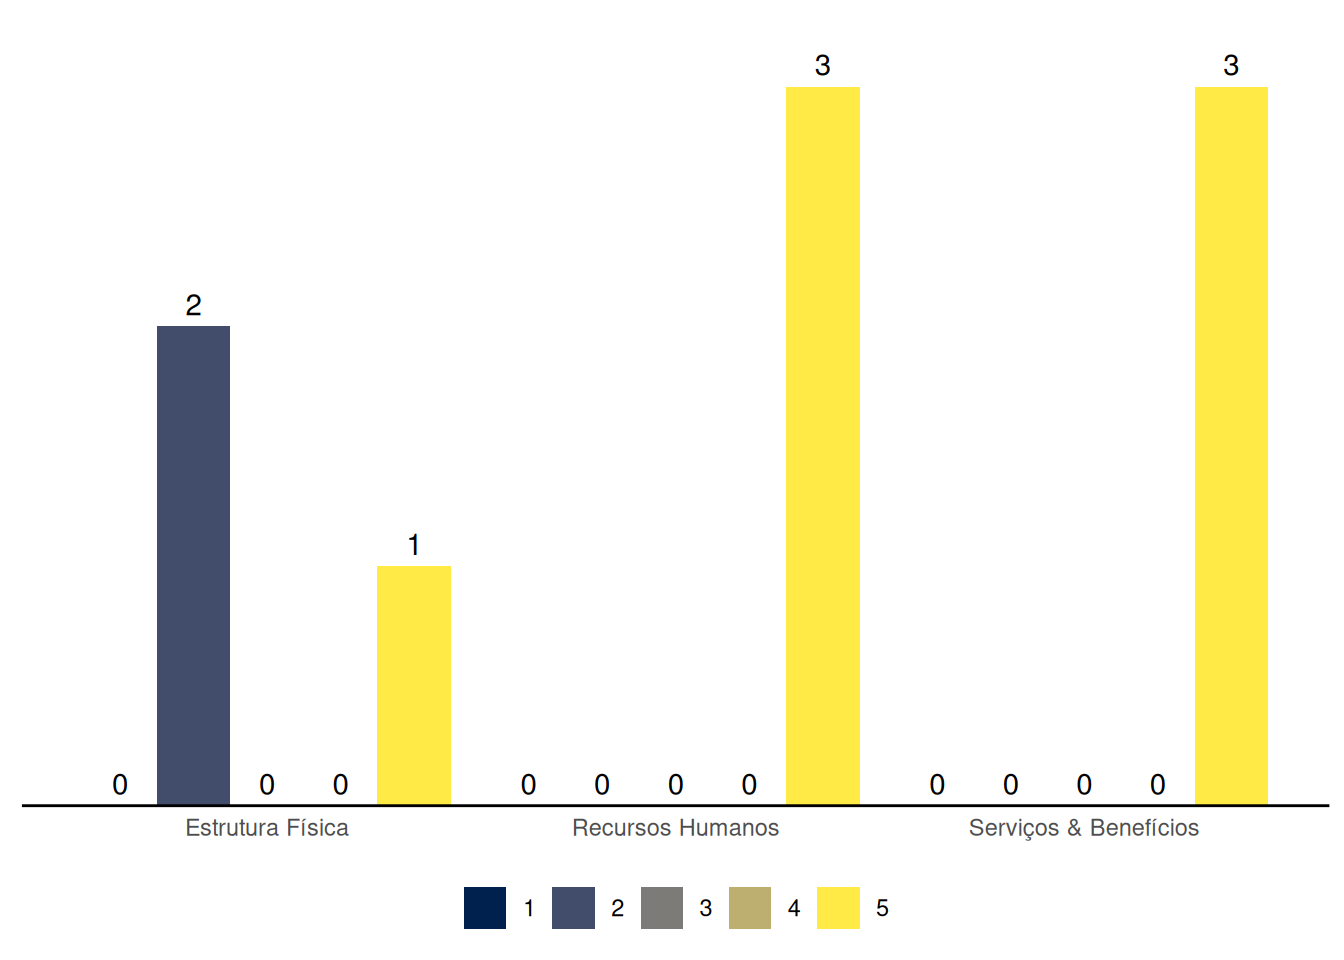 3 3
2
1
0 0 0 0 0 0 0 0 0 0 0
Estrutura Física Recursos Humanos Serviços & Benefícios
1 2 3 4 5